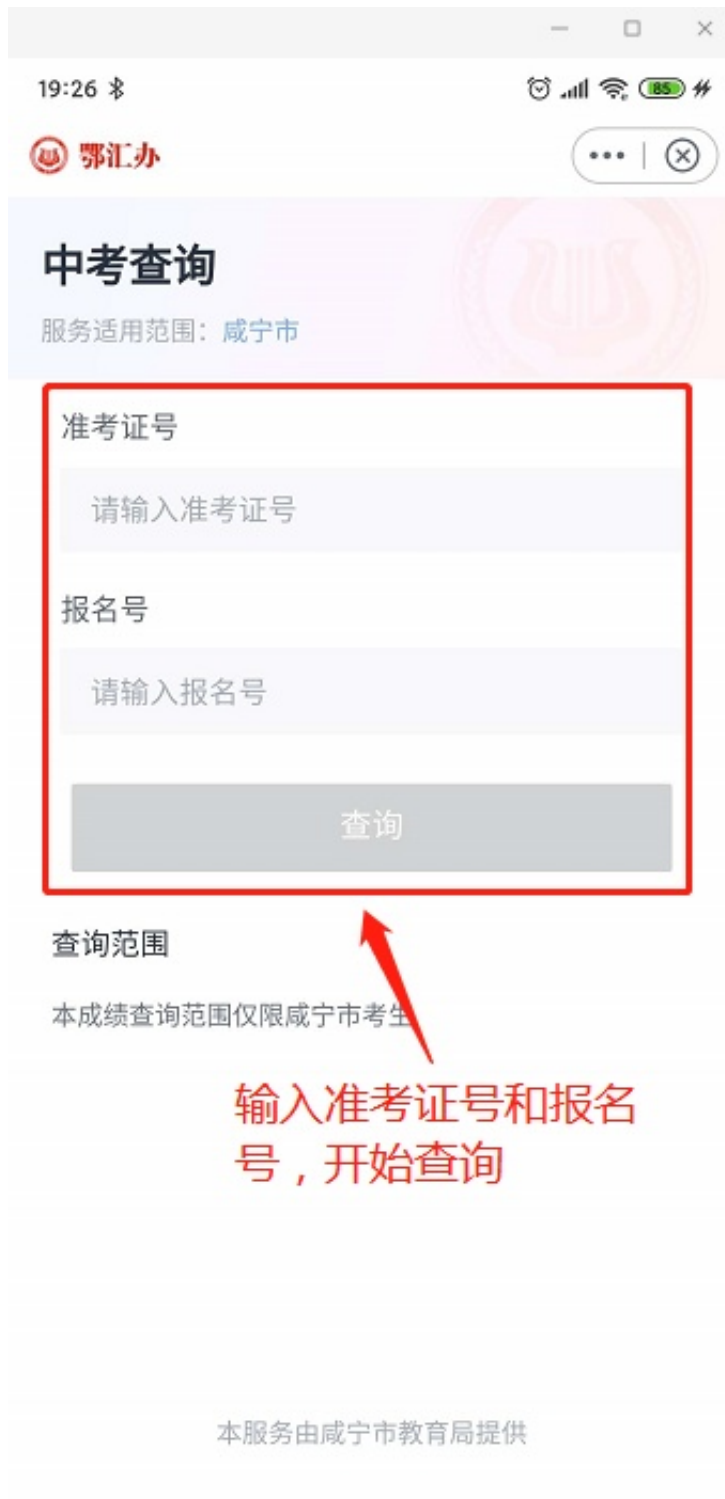 19:26
85
鄂汇办
中考查询
服务适用范围：咸宁市
准考证号
请输入准考证号
报名号
请输入报名号
查询
查询范围
本成绩查询范围仅限咸宁市考生
输入准考证号和报名
号，开始查询
本服务由咸宁市教育局提供